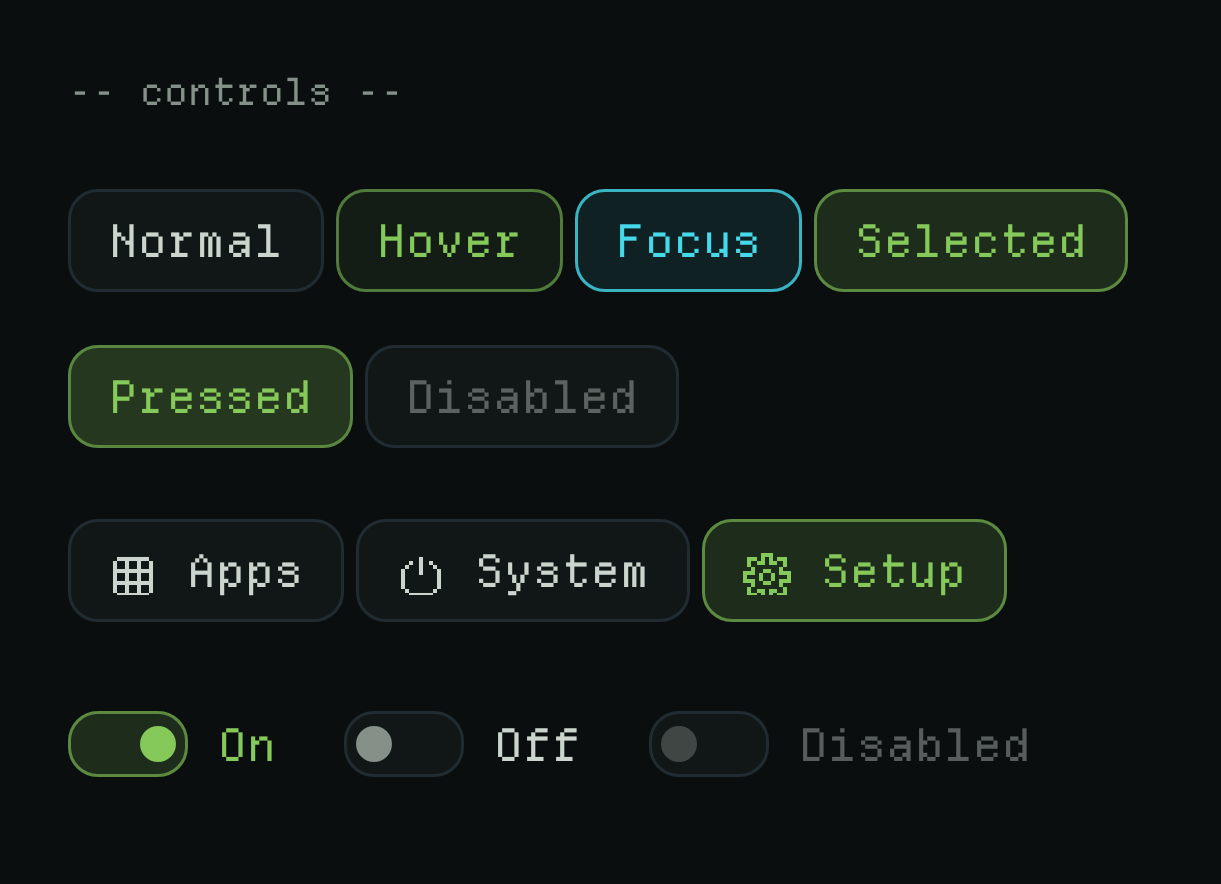 -- controls --
Normal Hover Focus Selected
Pressed Disabled
Apps System Setup
On Off Disabled